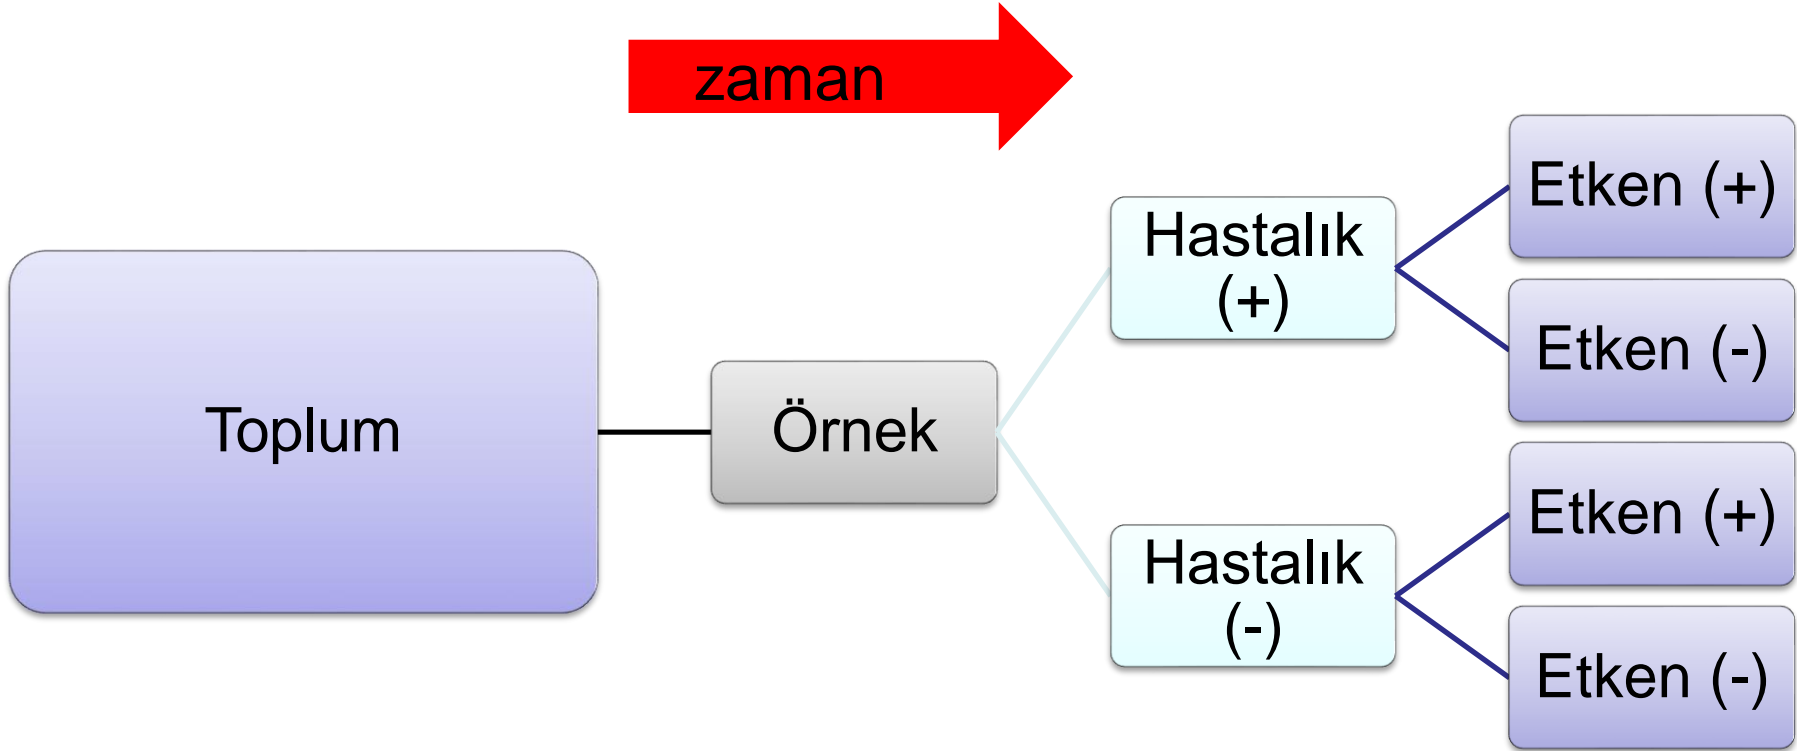 zaman
Toplum
Örnek
Hastalık
(+)
Etken (+)
Etken (-)
Hastalık
(-)
Etken (+)
Etken (-)